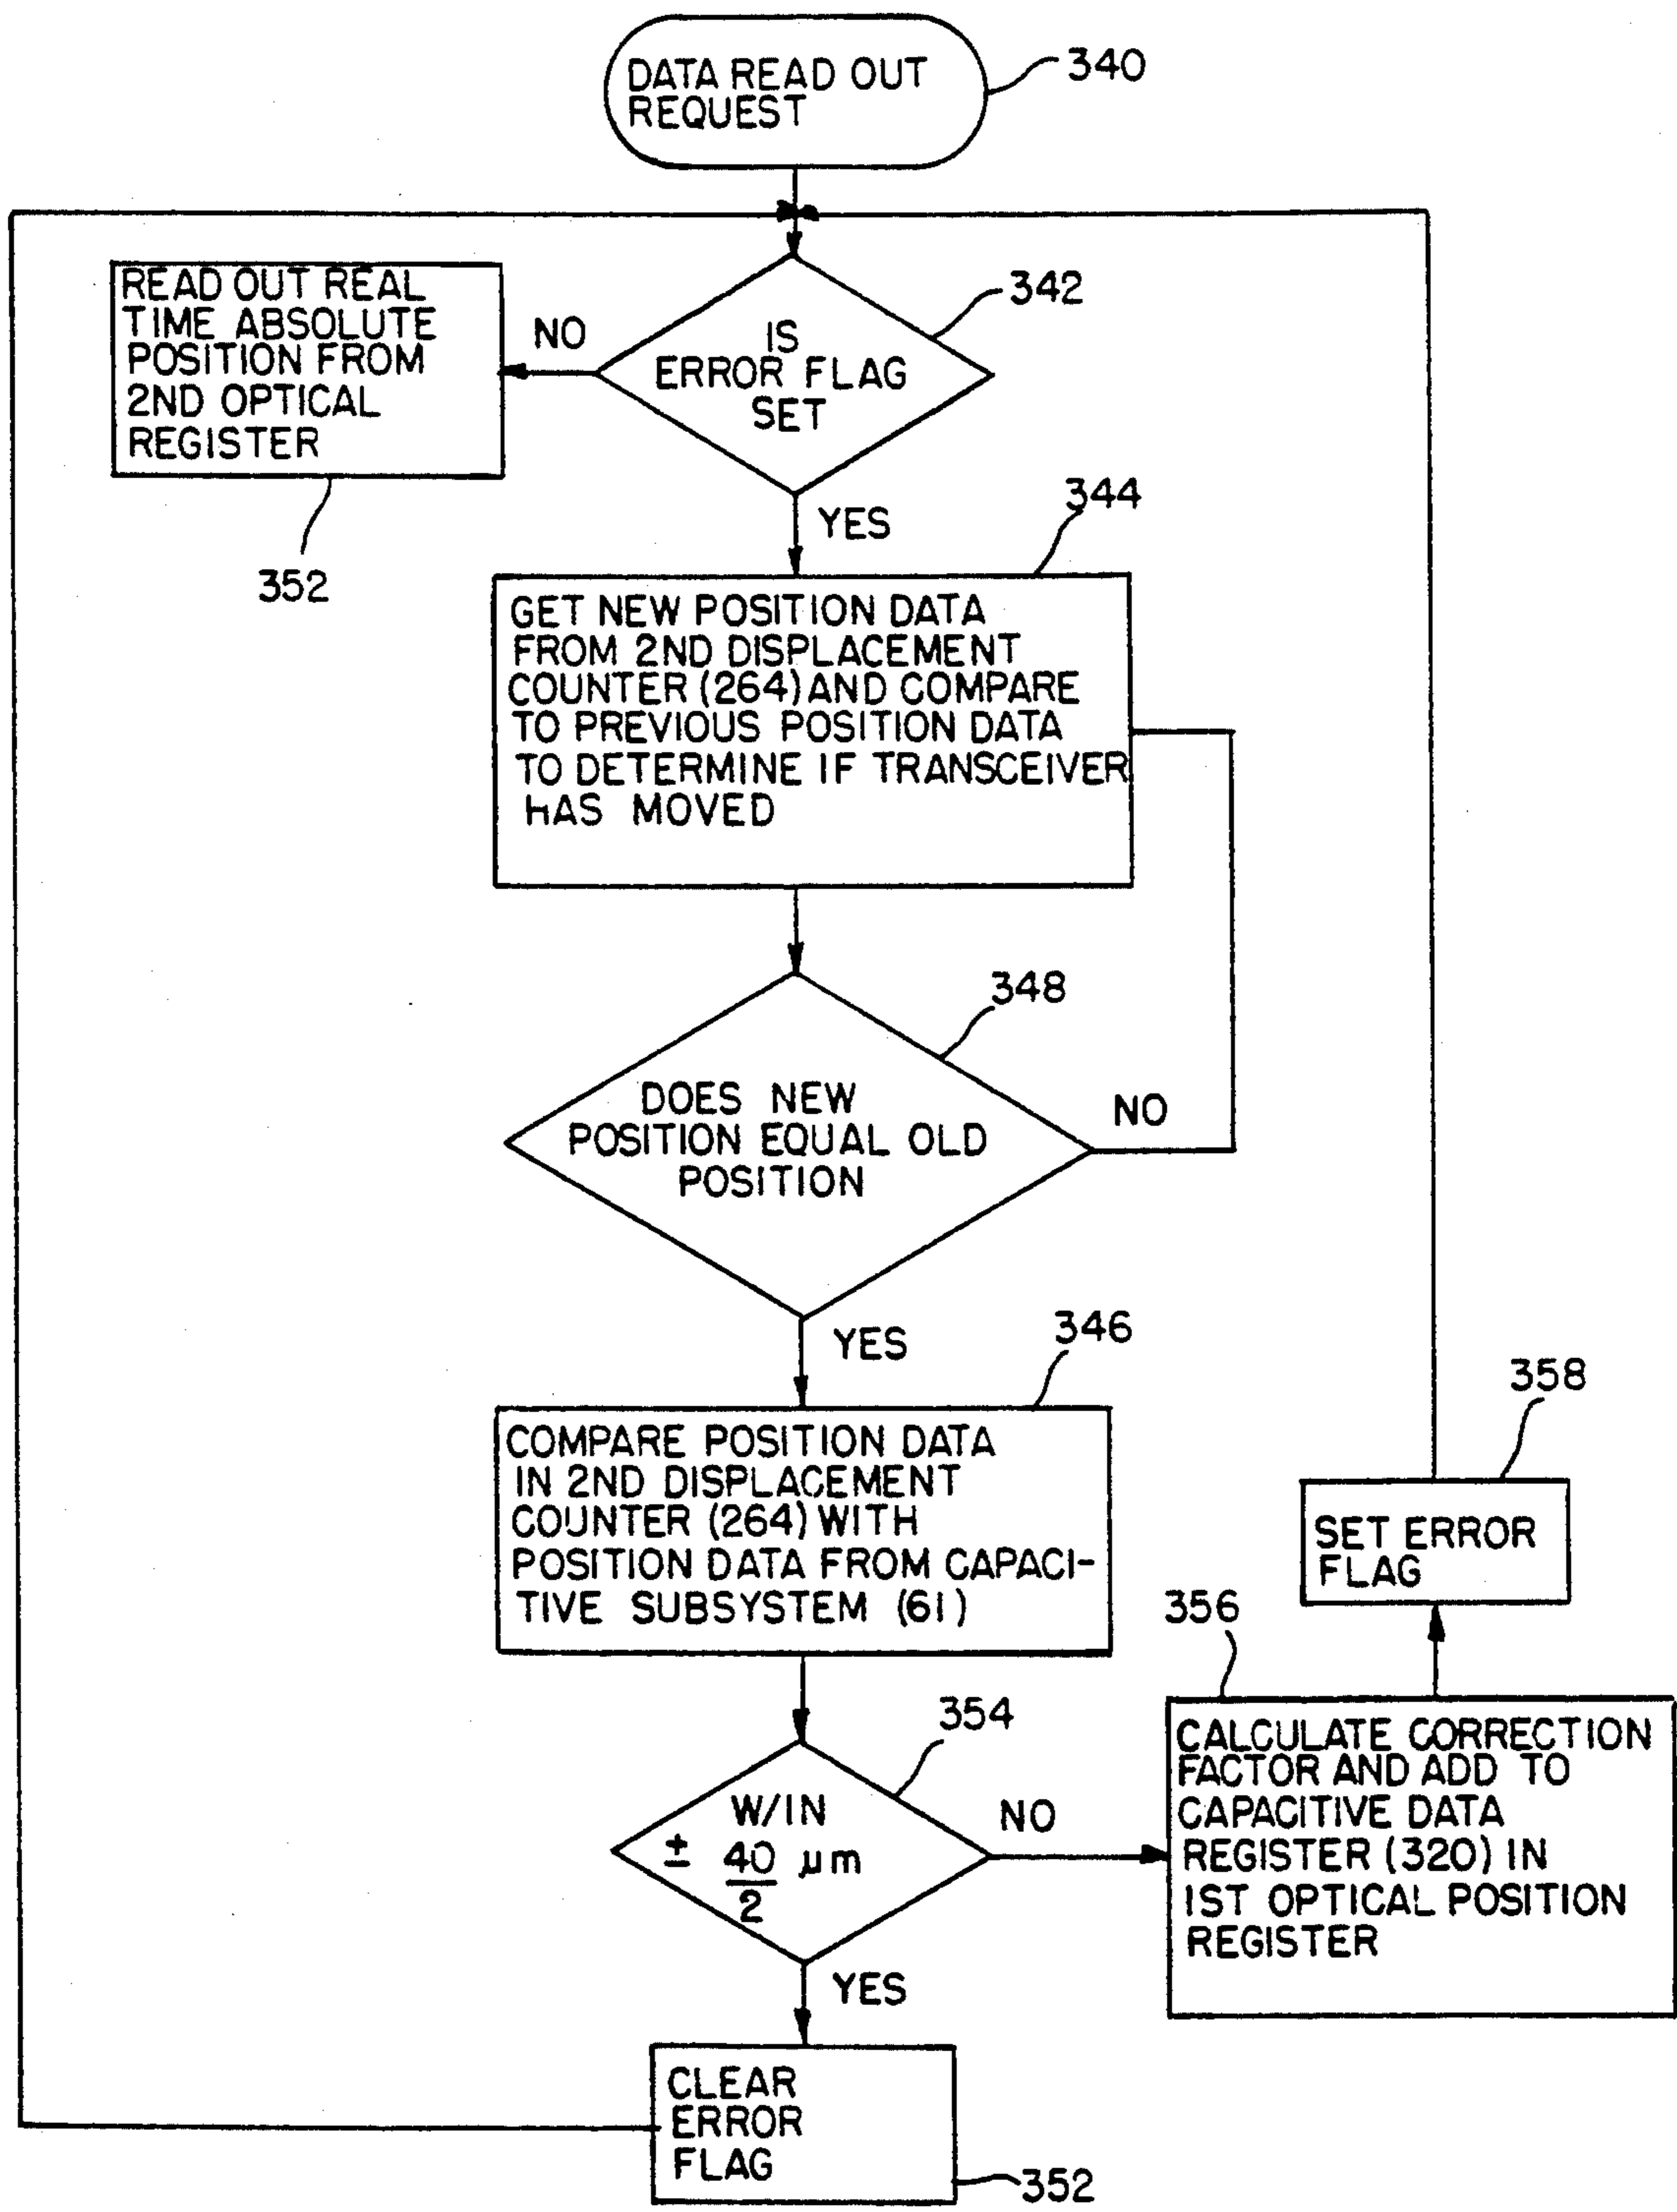 DATA READ OUT
REQUEST
340
READ OUT REAL
TIME ABSOLUTE
POSITION FROM
2ND OPTICAL
REGISTER
352
NO
IS
ERROR FLAG
SET
342
YES
344
GET NEW POSITION DATA
FROM 2ND DISPLACEMENT
COUNTER (264) AND COMPARE
TO PREVIOUS POSITION DATA
TO DETERMINE IF TRANSCEIVER
HAS MOVED
348
DOES NEW
POSITION EQUAL OLD
POSITION
NO
YES
346
COMPARE POSITION DATA
IN 2ND DISPLACEMENT
COUNTER (264) WITH
POSITION DATA FROM CAPACI-
TIVE SUBSYSTEM (61)
354
W/IN
± 40/2 µm
NO
356
CALCULATE CORRECTION
FACTOR AND ADD TO
CAPACITIVE DATA
REGISTER (320) IN
1ST OPTICAL POSITION
REGISTER
358
SET ERROR
FLAG
YES
CLEAR
ERROR
FLAG
352